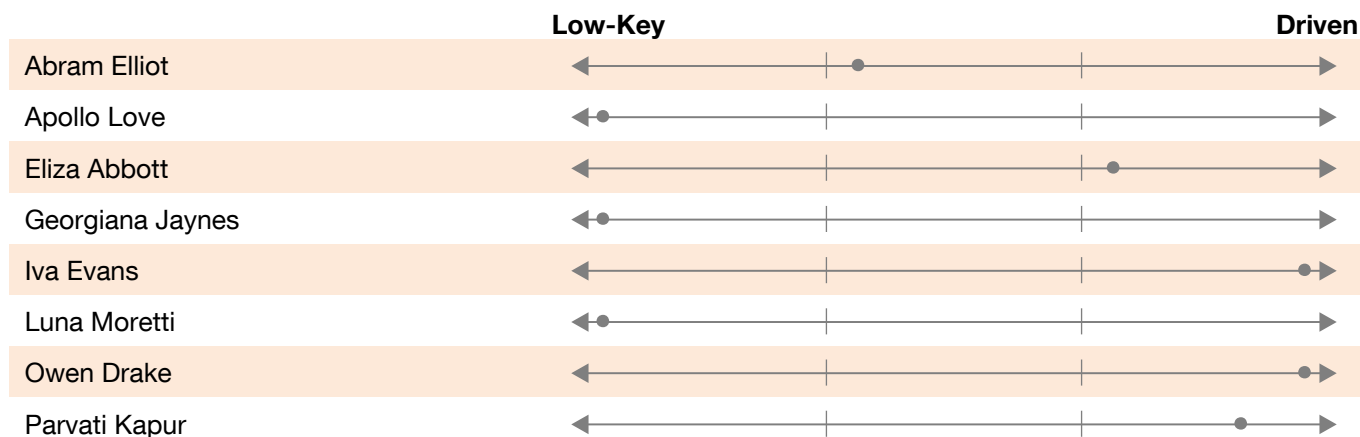 Low-Key Driven
Abram Elliot
Apollo Love
Eliza Abbott
Georgiana Jaynes
Iva Evans
Luna Moretti
Owen Drake
Parvati Kapur